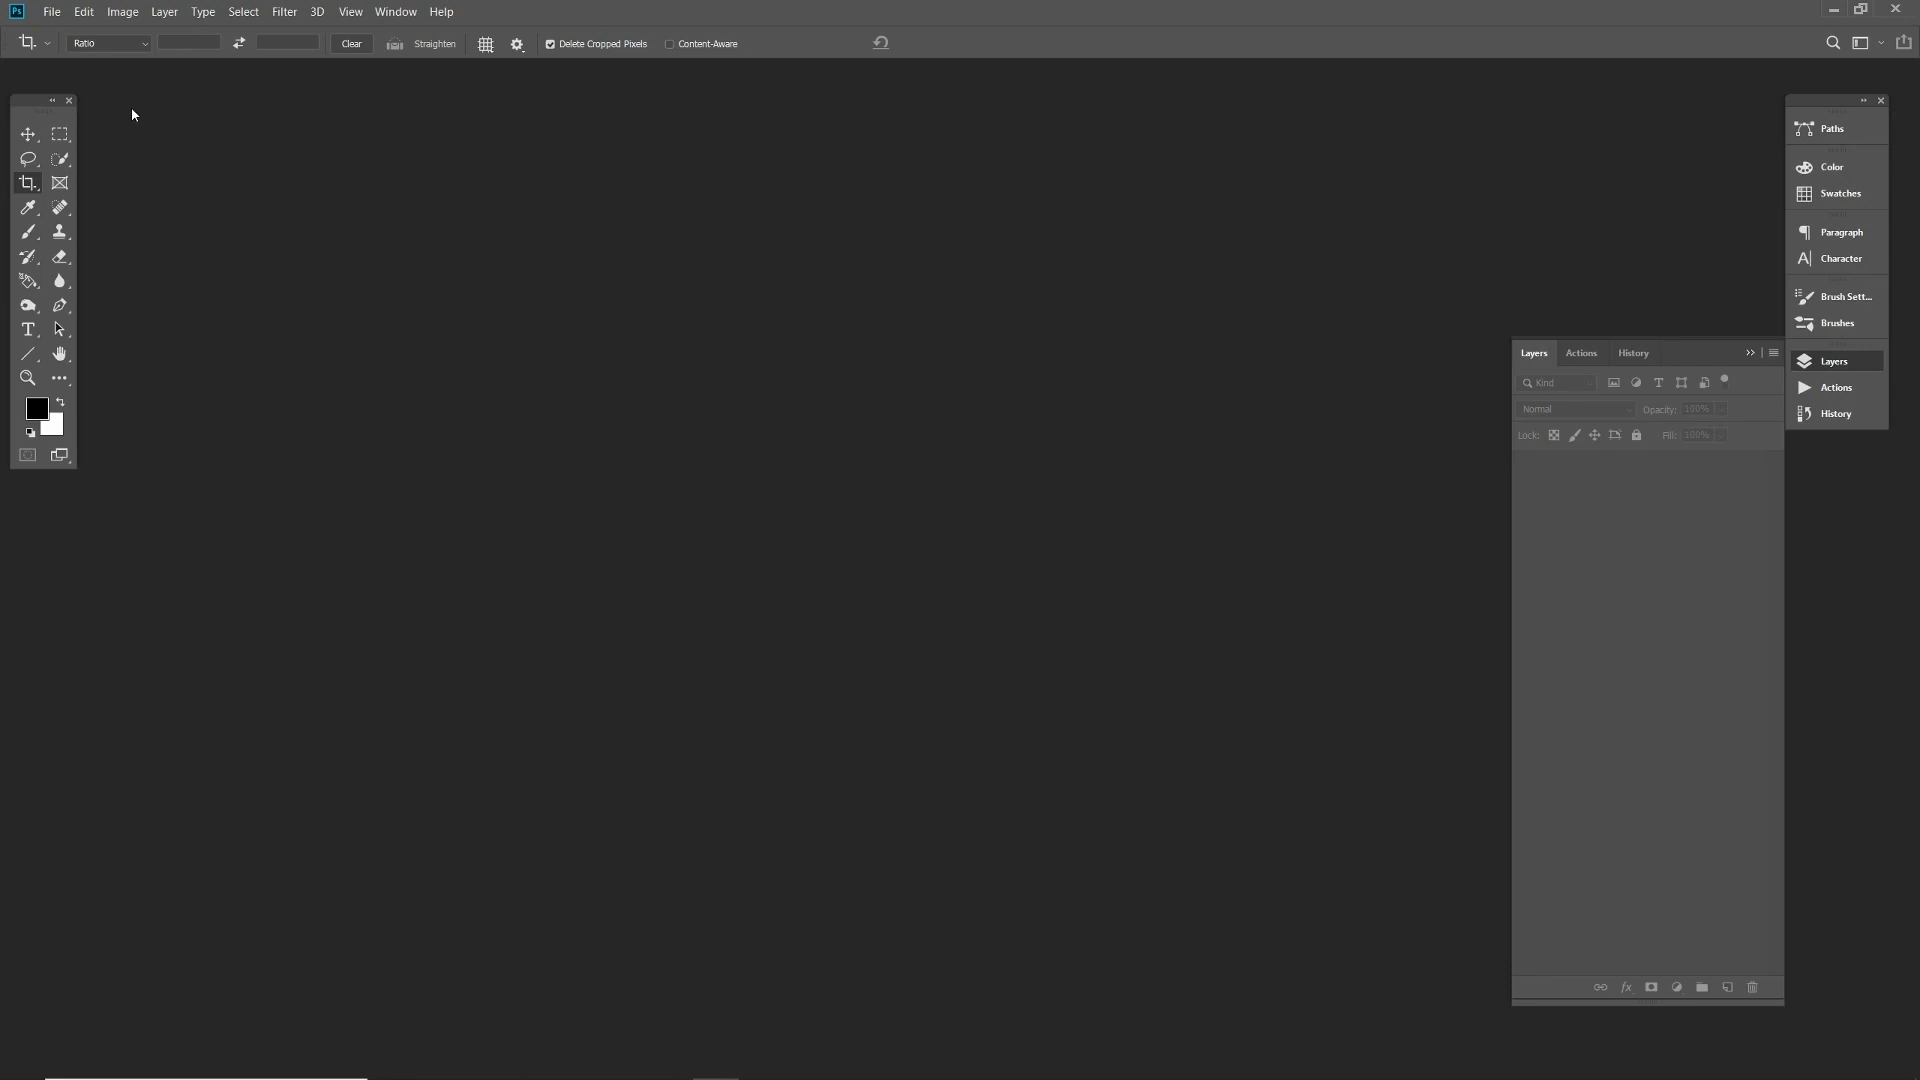 Ps File Edit Image Layer Type Select Filter 3D View Window Help
Ratio Clear Straighten Delete Cropped Pixels Content-Aware
Paths
Color
Swatches
Paragraph
Character
Brush Sett...
Brushes
Layers
Actions
History
Layers Actions History
Kind
Normal Opacity: 100%
Lock: Fill: 100%